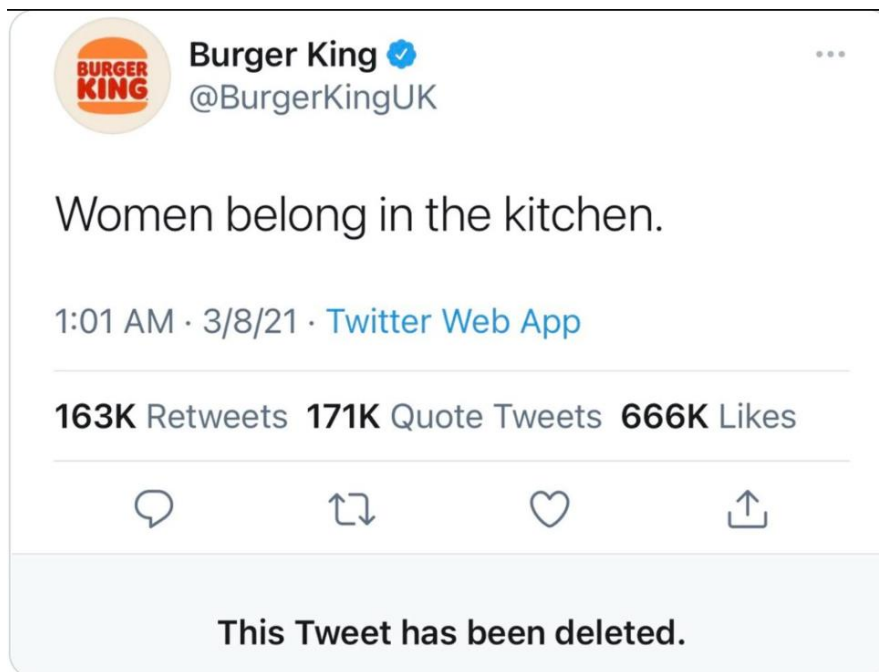 BURGER
KING
Burger King
@BurgerKingUK
Women belong in the kitchen.
1:01 AM · 3/8/21 · Twitter Web App
163K Retweets 171K Quote Tweets 666K Likes
This Tweet has been deleted.